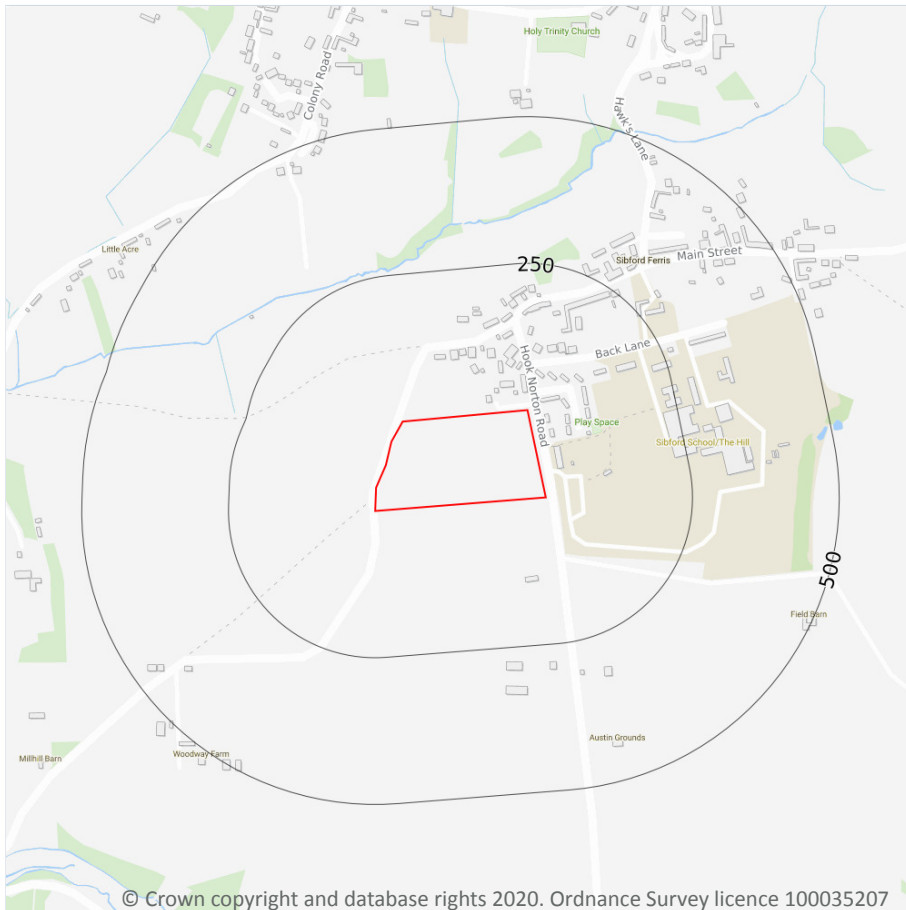 Holy Trinity Church
Colony Road
Hawk's Lane
Little Acre
Sibford Ferris
Main Street
250
Back Lane
Hook Norton Road
Play Space
Sibford School/The Hill
500
Field Barn
Austin Grounds
Woodway Farm
Millhill Barn
© Crown copyright and database rights 2020. Ordnance Survey licence 100035207